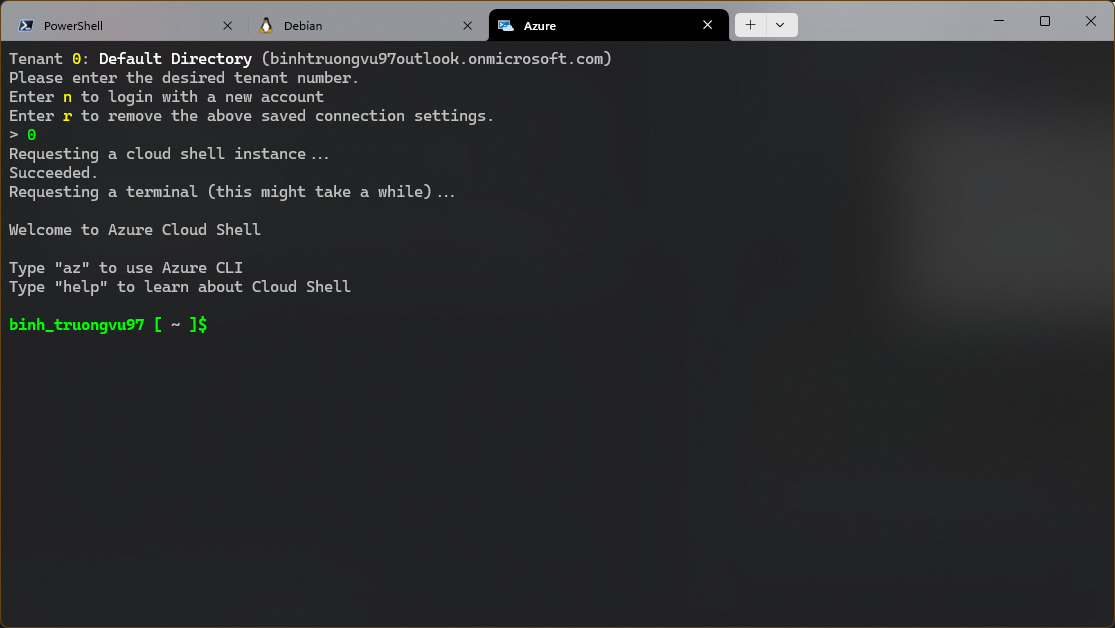 PowerShell
Debian
Azure
Tenant 0: Default Directory (binhtruongvu97outlook.onmicrosoft.com)
Please enter the desired tenant number.
Enter n to login with a new account
Enter r to remove the above saved connection settings.
> 0
Requesting a cloud shell instance...
Succeeded.
Requesting a terminal (this might take a while)...
Welcome to Azure Cloud Shell
Type "az" to use Azure CLI
Type "help" to learn about Cloud Shell
binh_truongvu97 [ ~ ]$